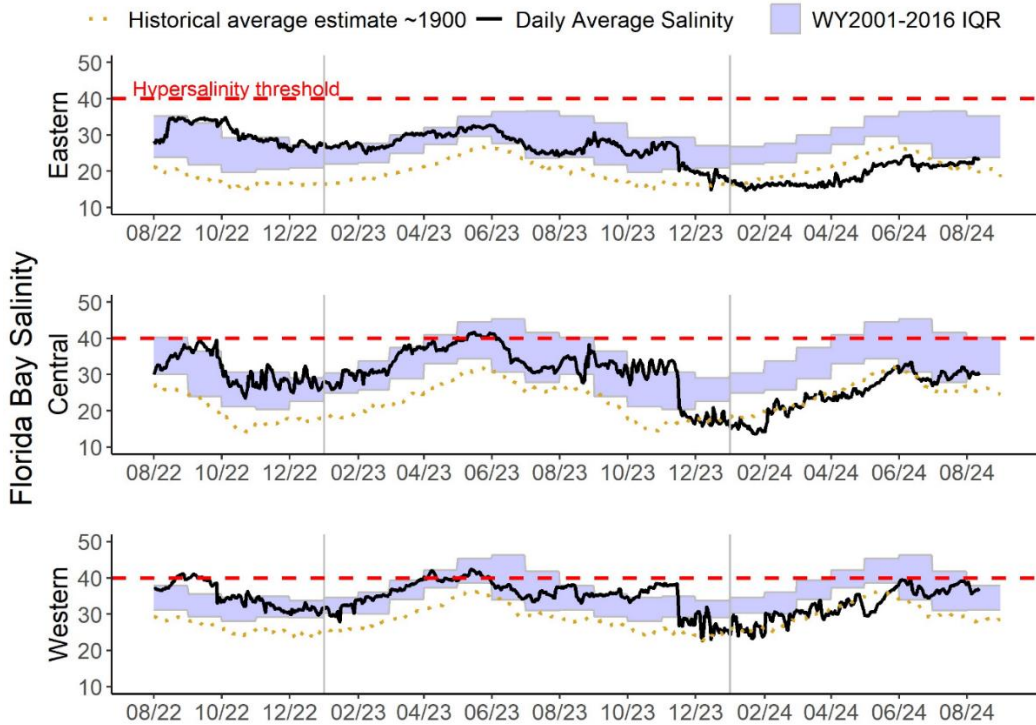 Historical average estimate ~1900 Daily Average Salinity WY2001-2016 IQR
Florida Bay Salinity
Eastern
50
40
30
20
10
Hypersalinity threshold
08/22 10/22 12/22 02/23 04/23 06/23 08/23 10/23 12/23 02/24 04/24 06/24 08/24
Central
50
40
30
20
10
08/22 10/22 12/22 02/23 04/23 06/23 08/23 10/23 12/23 02/24 04/24 06/24 08/24
Western
50
40
30
20
10
08/22 10/22 12/22 02/23 04/23 06/23 08/23 10/23 12/23 02/24 04/24 06/24 08/24